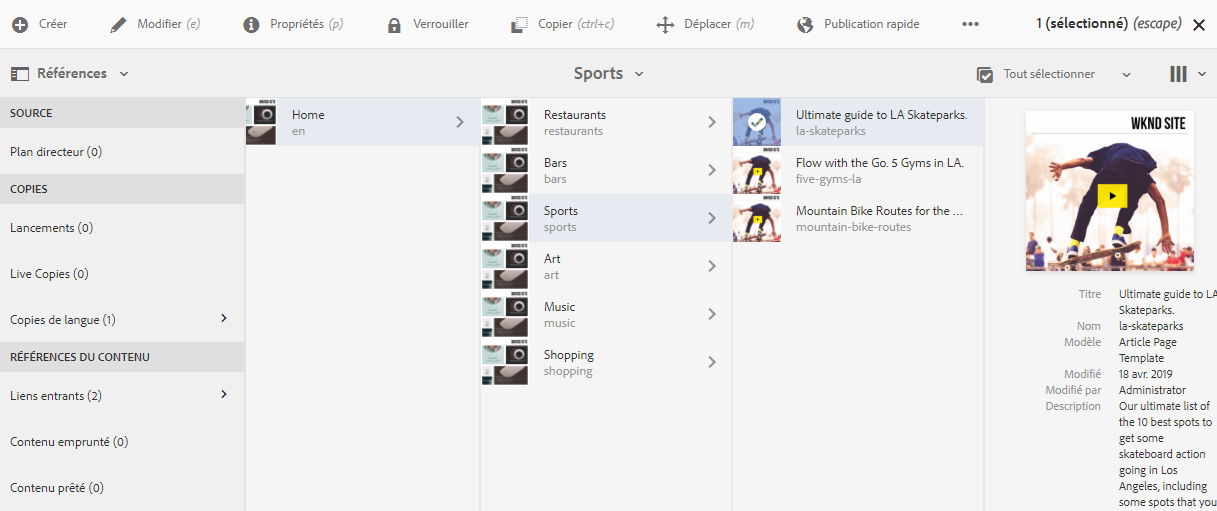 Créer Modifier (e) Propriétés (p) Verrouiller Copier (ctrl+c) Déplacer (m) Publication rapide ••• 1 (sélectionné) (escape)
Références Sports Tout sélectionner
SOURCE
Plan directeur (0)
COPIES
Lancements (0)
Live Copies (0)
Copies de langue (1)
RÉFÉRENCES DU CONTENU
Liens entrants (2)
Contenu emprunté (0)
Contenu prêté (0)
Home
en
Restaurants
restaurants
Bars
bars
Sports
sports
Art
art
Music
music
Shopping
shopping
Ultimate guide to LA Skateparks.
la-skateparks
Flow with the Go. 5 Gyms in LA.
five-gyms-la
Mountain Bike Routes for the ...
mountain-bike-routes
WKND SITE
Titre Ultimate guide to LA
Skateparks.
Nom la-skateparks
Modèle Article Page
Template
Modifié 18 avr. 2019
Modifié par Administrator
Description Our ultimate list of
the 10 best spots to
get some
skateboard action
going in Los
Angeles, including
some spots that you